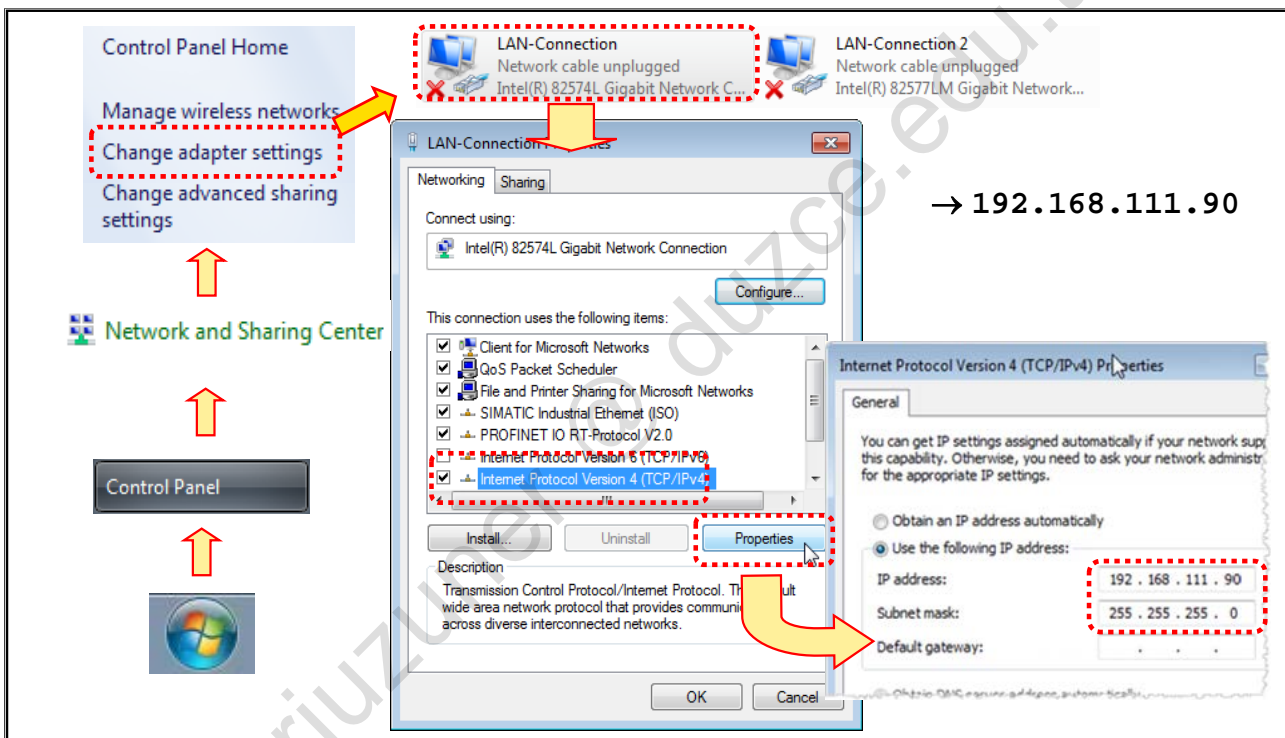 Control Panel Home
Manage wireless networks
Change adapter settings
Change advanced sharing
settings
Network and Sharing Center
Control Panel
LAN-Connection
Network cable unplugged
Intel(R) 82574L Gigabit Network C...
LAN-Connection 2
Network cable unplugged
Intel(R) 82577LM Gigabit Network...
→ 192.168.111.90
LAN-Connection
Networking
Sharing
Connect using:
Intel(R) 82574L Gigabit Network Connection
Configure...
This connection uses the following items:
Client for Microsoft Networks
QoS Packet Scheduler
File and Printer Sharing for Microsoft Networks
SIMATIC Industrial Ethernet (ISO)
PROFINET IO RT-Protocol V2.0
Internet Protocol Version 6 (TCP/IPv6)
Internet Protocol Version 4 (TCP/IPv4)
Install...
Uninstall
Properties
Description
Transmission Control Protocol/Internet Protocol. The
wide area network protocol that provides
across diverse interconnected networks.
OK
Cancel
Internet Protocol Version 4 (TCP/IPv4) Properties
General
You can get IP settings assigned automatically if your network
this capability. Otherwise, you need to ask your network
for the appropriate IP settings.
Obtain an IP address automatically
Use the following IP address:
IP address:
192 . 168 . 111 . 90
Subnet mask:
255 . 255 . 255 . 0
Default gateway:
. . .
Obtain DNS server address automatically
@ duzce.edu.